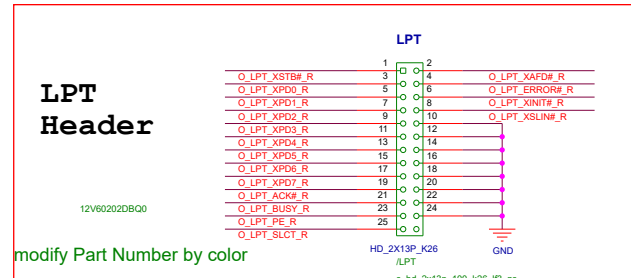 LPT
LPT
Header
1 2
O_LPT_XSTB#_R 3 4 O_LPT_XAFD#_R
O_LPT_XPD0_R 5 6 O_LPT_ERROR#_R
O_LPT_XPD1_R 7 8 O_LPT_XINIT#_R
O_LPT_XPD2_R 9 10 O_LPT_XSLIN#_R
O_LPT_XPD3_R 11 12
O_LPT_XPD4_R 13 14
O_LPT_XPD5_R 15 16
O_LPT_XPD6_R 17 18
O_LPT_XPD7_R 19 20
O_LPT_ACK#_R 21 22
O_LPT_BUSY_R 23 24
O_LPT_PE_R 25
O_LPT_SLCT_R
12V60202DBQ0
modify Part Number by color
HD_2X13P_K26
/LPT
GND